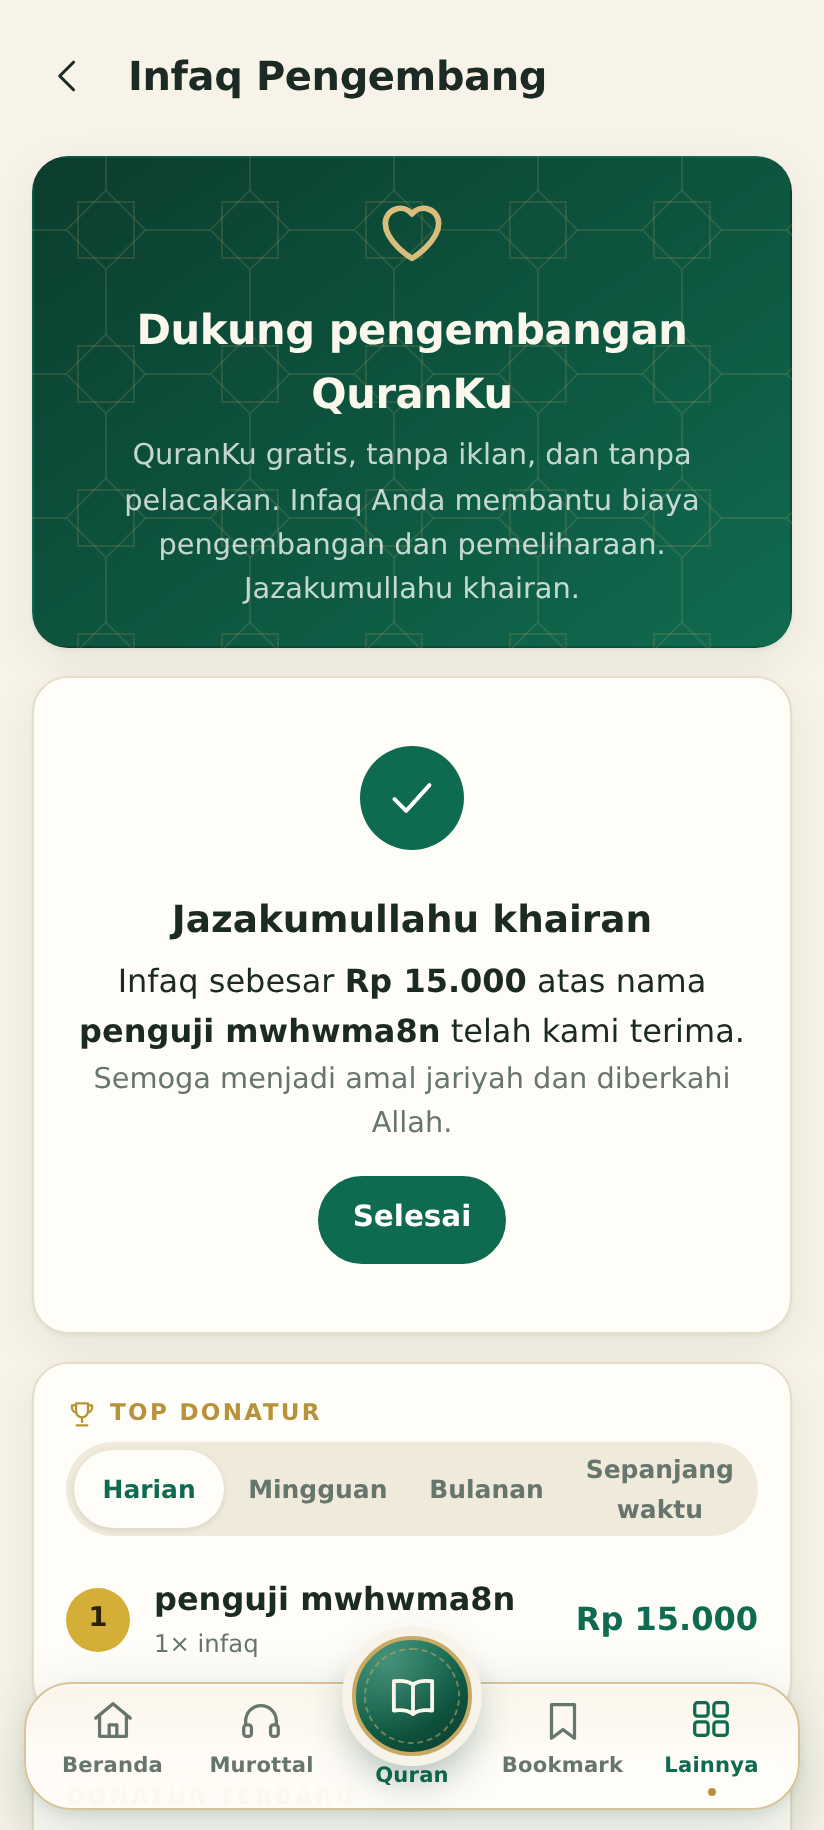 Infaq Pengembang
Dukung pengembangan
QuranKu
QuranKu gratis, tanpa iklan, dan tanpa
pelacakan. Infaq Anda membantu biaya
pengembangan dan pemeliharaan.
Jazakumullahu khairan.
Jazakumullahu khairan
Infaq sebesar Rp 15.000 atas nama
penguji mwhwma8n telah kami terima.
Semoga menjadi amal jariyah dan diberkahi
Allah.
Selesai
TOP DONATUR
Harian
Mingguan
Bulanan
Sepanjang
waktu
1
penguji mwhwma8n
Rp 15.000
1× infaq
Beranda
Murottal
Quran
Bookmark
Lainnya
DONATUR TERBARU